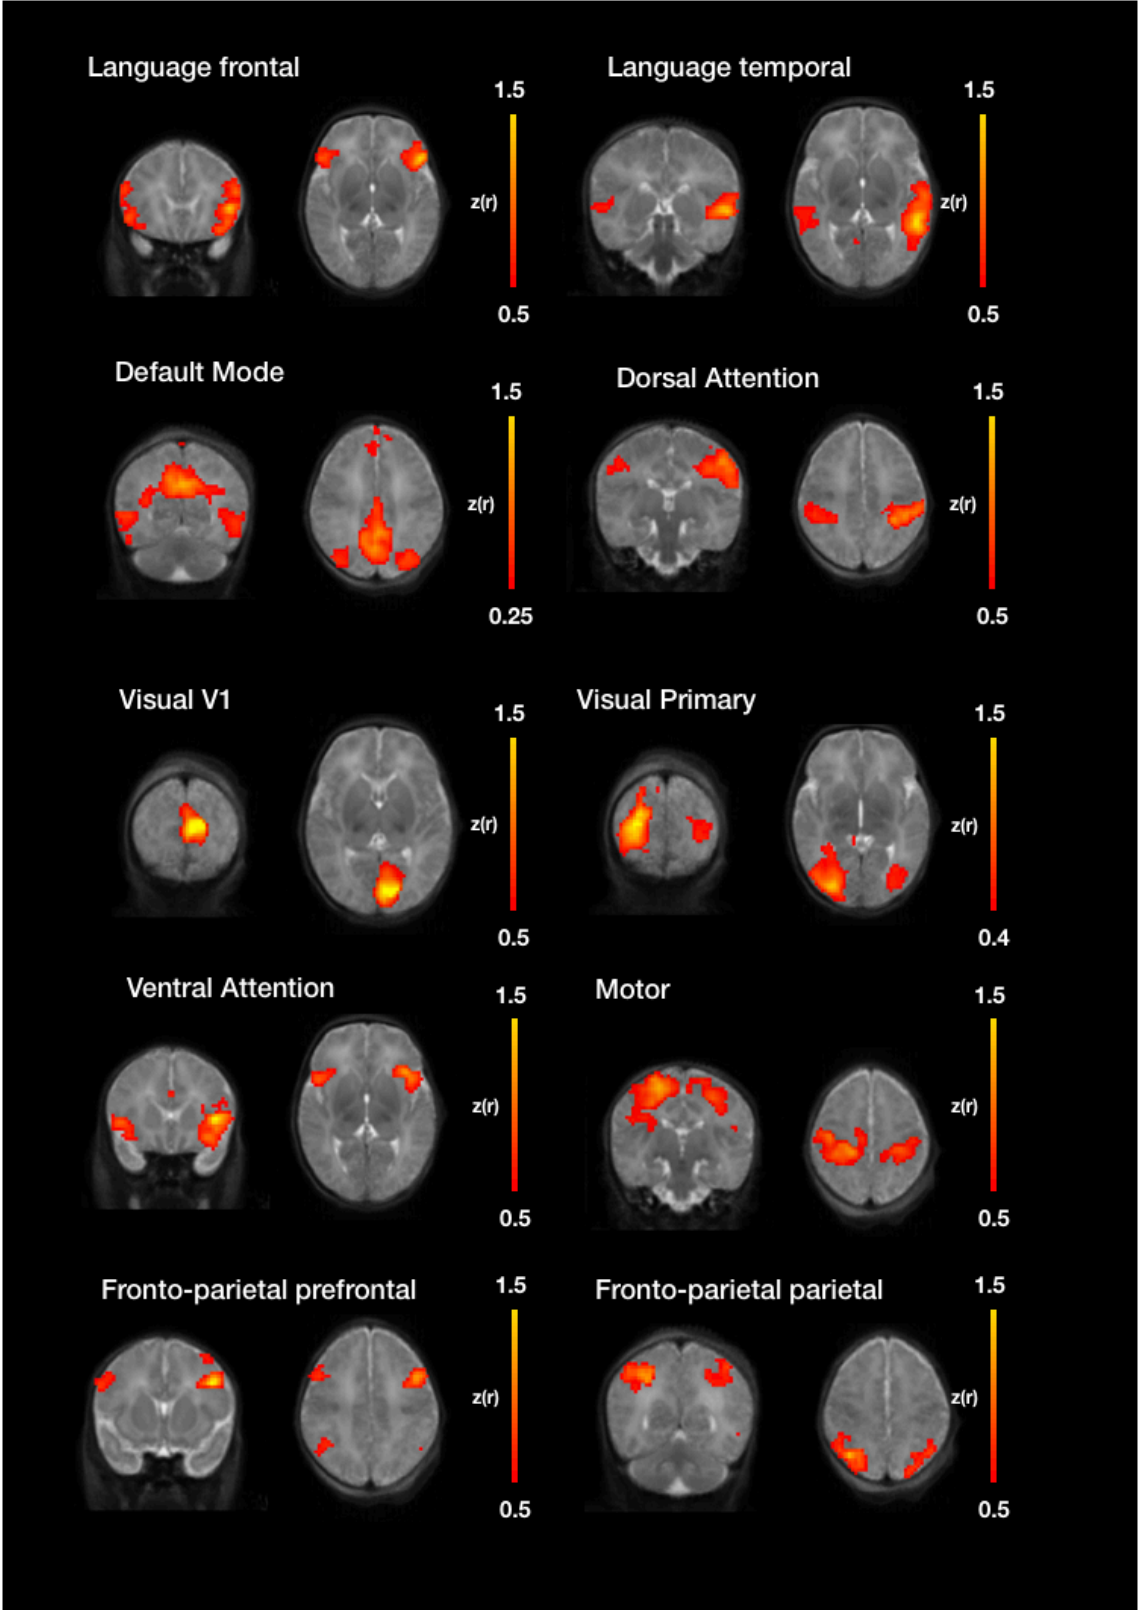 Language frontal
1.5
z(r)
0.5
Language temporal
1.5
z(r)
0.5
Default Mode
1.5
z(r)
0.25
Dorsal Attention
1.5
z(r)
0.5
Visual V1
1.5
z(r)
0.5
Visual Primary
1.5
z(r)
0.4
Ventral Attention
1.5
z(r)
0.5
Motor
1.5
z(r)
0.5
Fronto-parietal prefrontal
1.5
z(r)
0.5
Fronto-parietal parietal
1.5
z(r)
0.5